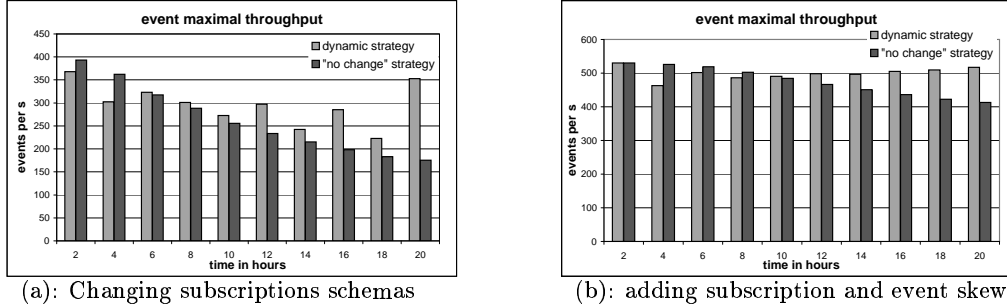 event maximal throughput
450
400
350
300
250
200
150
100
50
0
events per s
dynamic strategy
"no change" strategy
2 4 6 8 10 12 14 16 18 20
time in hours
(a): Changing subscriptions schemas
event maximal throughput
600
500
400
300
200
100
0
events per s
dynamic strategy
"no change" strategy
2 4 6 8 10 12 14 16 18 20
time in hours
(b): adding subscription and event skew